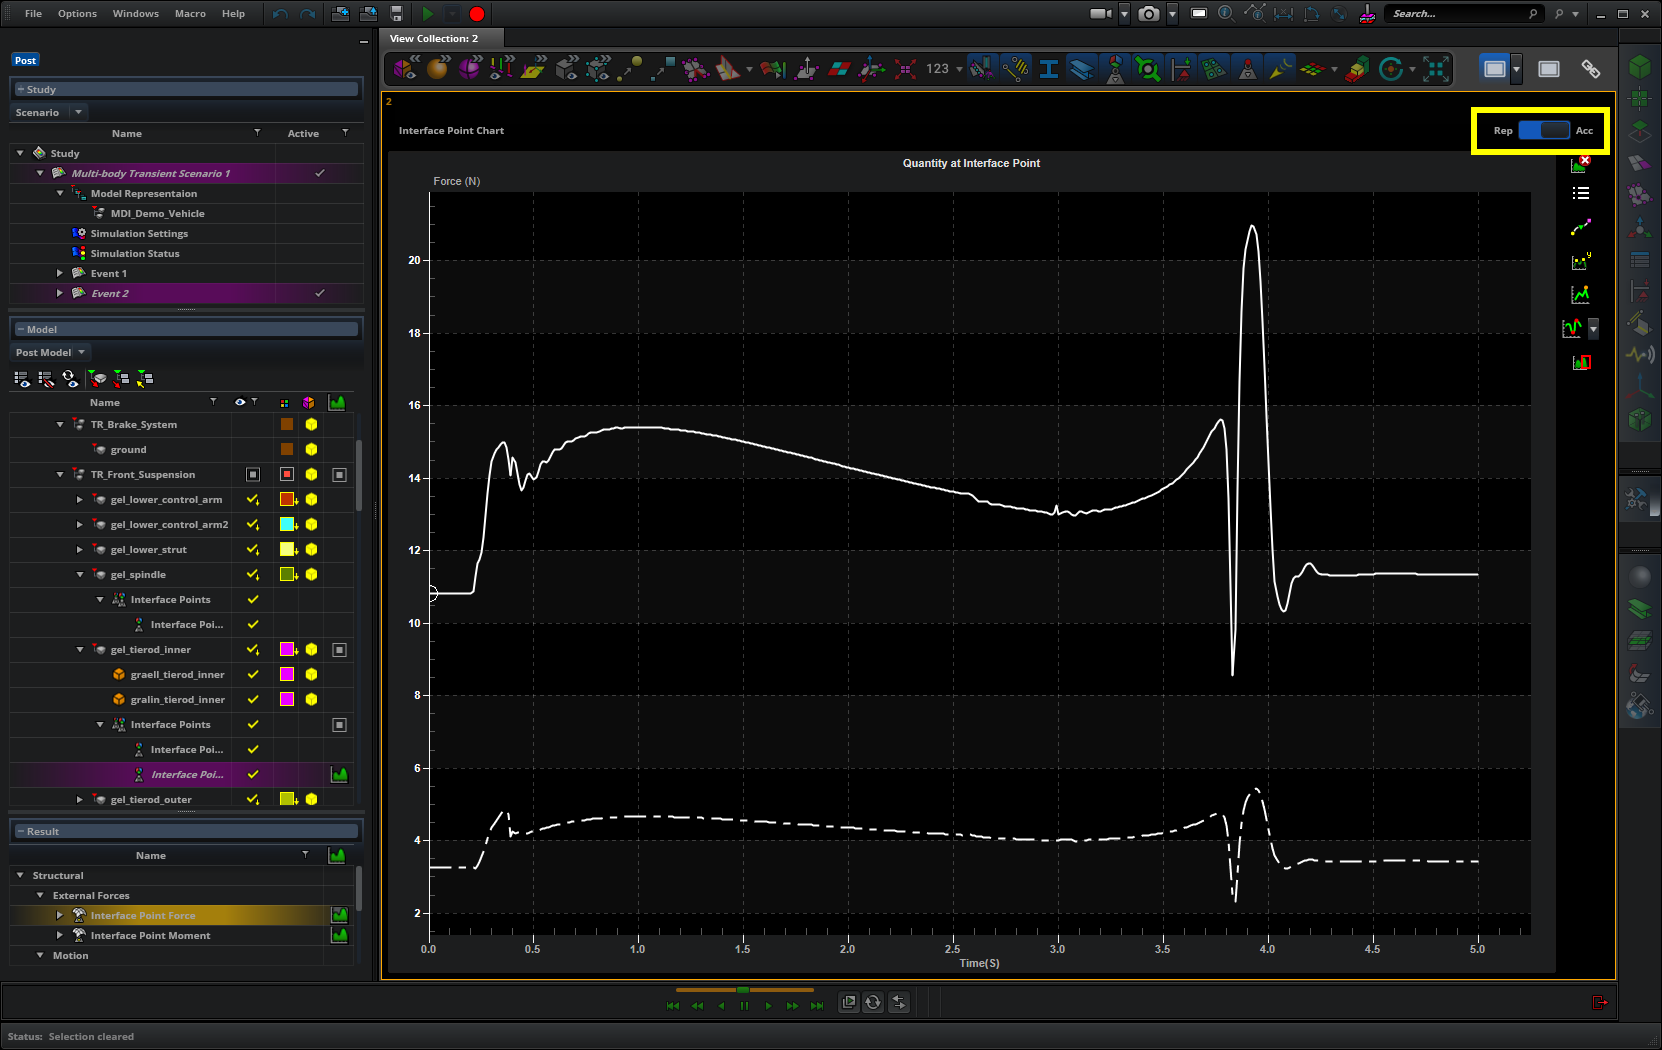 File Options Windows Macro Help Search...
View Collection: 2
Post
123
Study
2
Scenario
Interface Point Chart Rep Acc
Name Active
Study
Quantity at Interface Point
Multi-body Transient Scenario 1
Force (N)
Model Representaion
MDI_Demo_Vehicle
Simulation Settings
Simulation Status
Event 1
Event 2
Model
Post Model
Name
TR_Brake_System
ground
TR_Front_Suspension
gel_lower_control_arm
gel_lower_control_arm2
gel_lower_strut
gel_spindle
Interface Points
Interface Poi...
gel_tierod_inner
graell_tierod_inner
gralin_tierod_inner
Interface Points
Interface Poi...
Interface Poi...
gel_tierod_outer
Result
Name
Structural
External Forces
Interface Point Force
Interface Point Moment
Motion
20
18
16
14
12
10
8
6
4
2
0.0 0.5 1.0 1.5 2.0 2.5 3.0 3.5 4.0 4.5 5.0
Time(S)
y
Status: Selection cleared